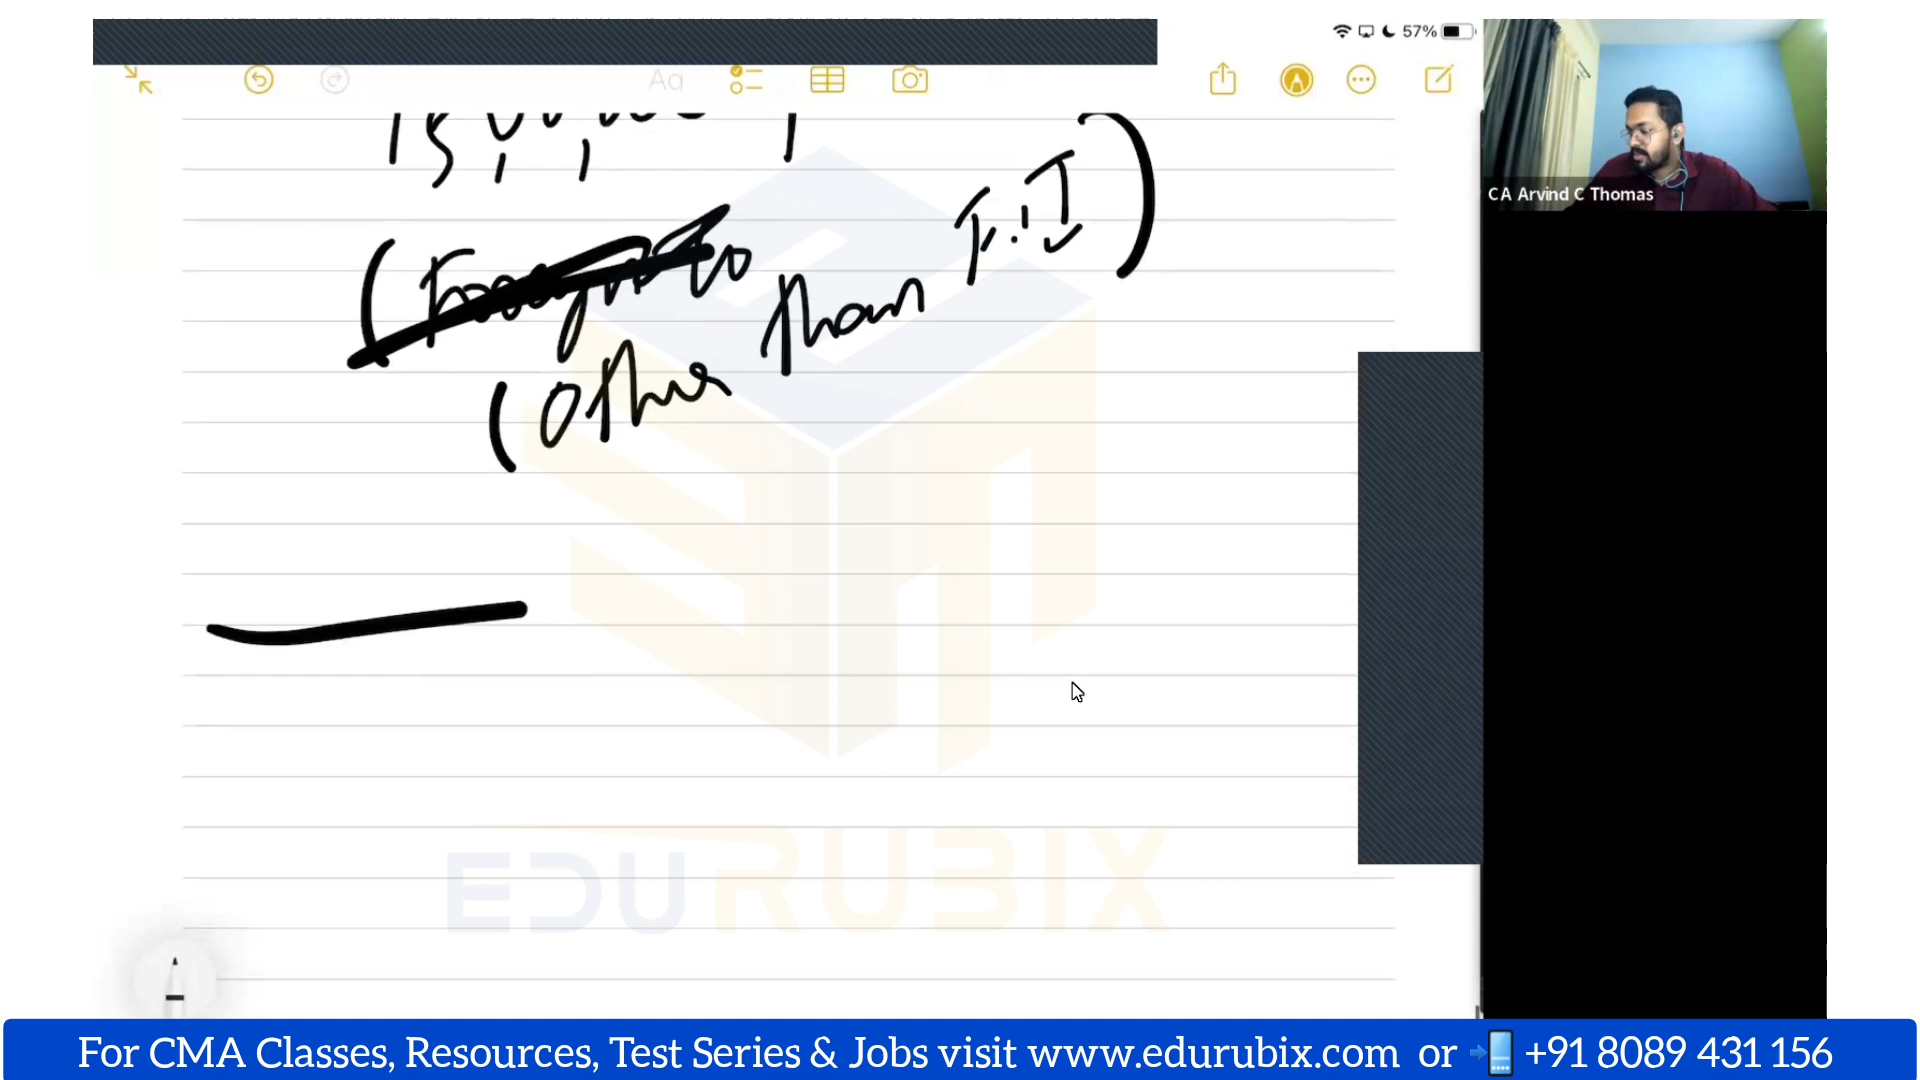 57%
Aa
CA Arvind C Thomas
(Other than F.I)
EDURUBIX
For CMA Classes, Resources, Test Series & Jobs visit www.edurubix.com or +91 8089 431 156